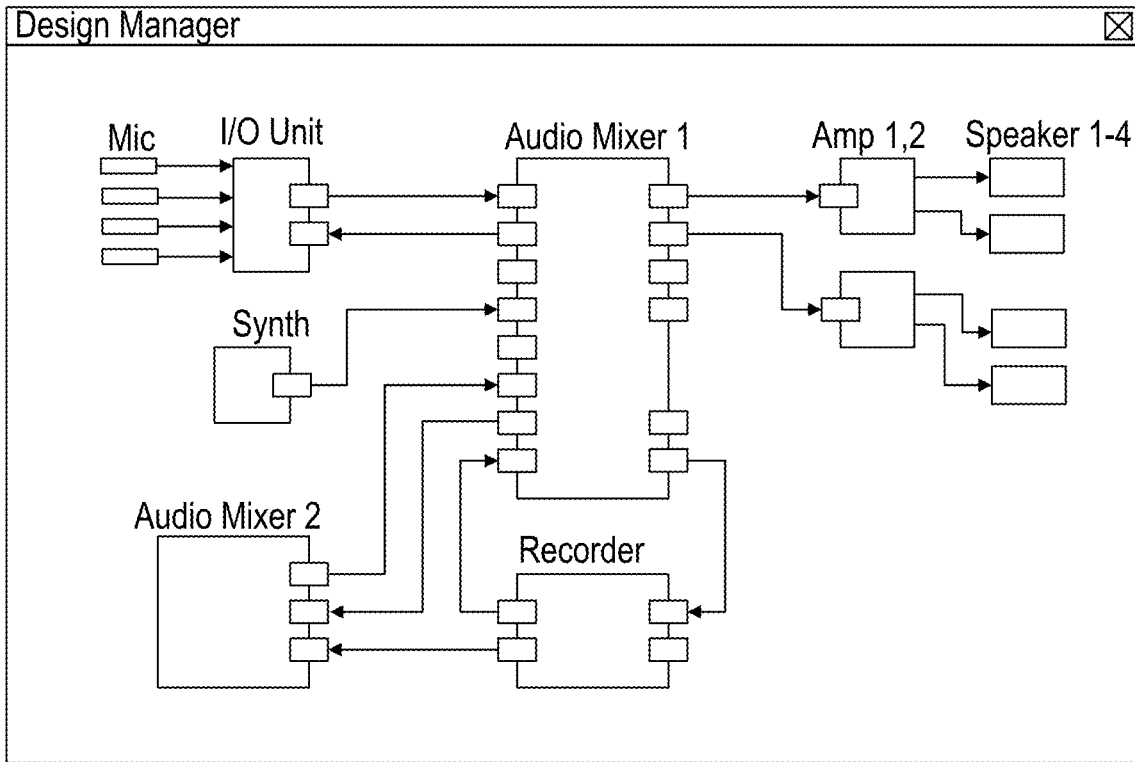 Design Manager
Mic
I/O Unit
Audio Mixer 1
Amp 1,2
Speaker 1-4
Synth
Audio Mixer 2
Recorder